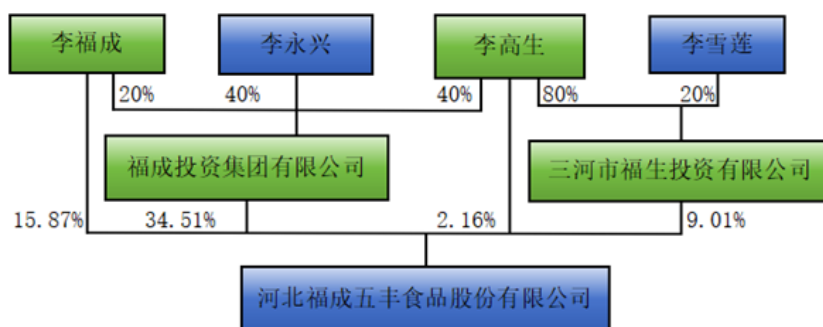 李福成
李永兴
李高生
李雪莲
20%
40%
40%
80%
20%
福成投资集团有限公司
三河市福生投资有限公司
15.87%
34.51%
2.16%
9.01%
河北福成五丰食品股份有限公司